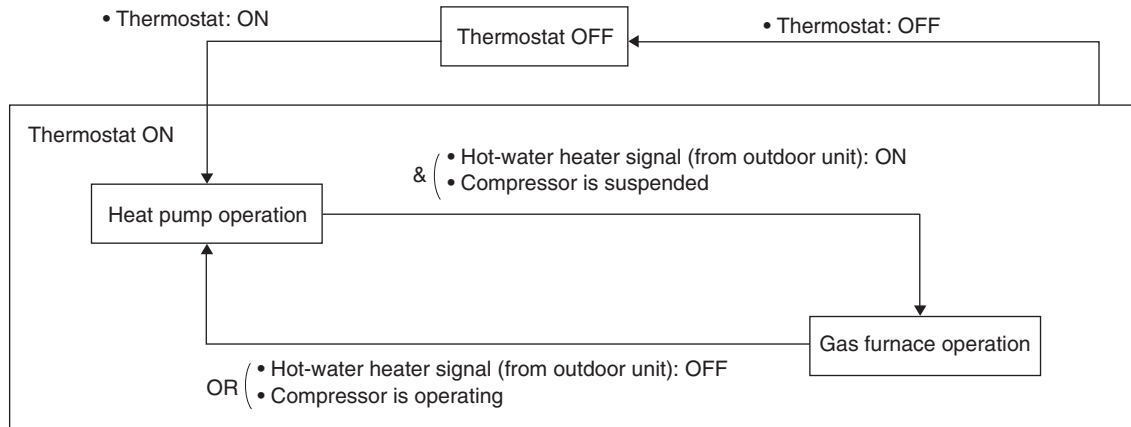 • Thermostat: ON
Thermostat OFF
• Thermostat: OFF
Thermostat ON
& • Hot-water heater signal (from outdoor unit): ON
• Compressor is suspended
Heat pump operation
Gas furnace operation
• Hot-water heater signal (from outdoor unit): OFF
OR • Compressor is operating